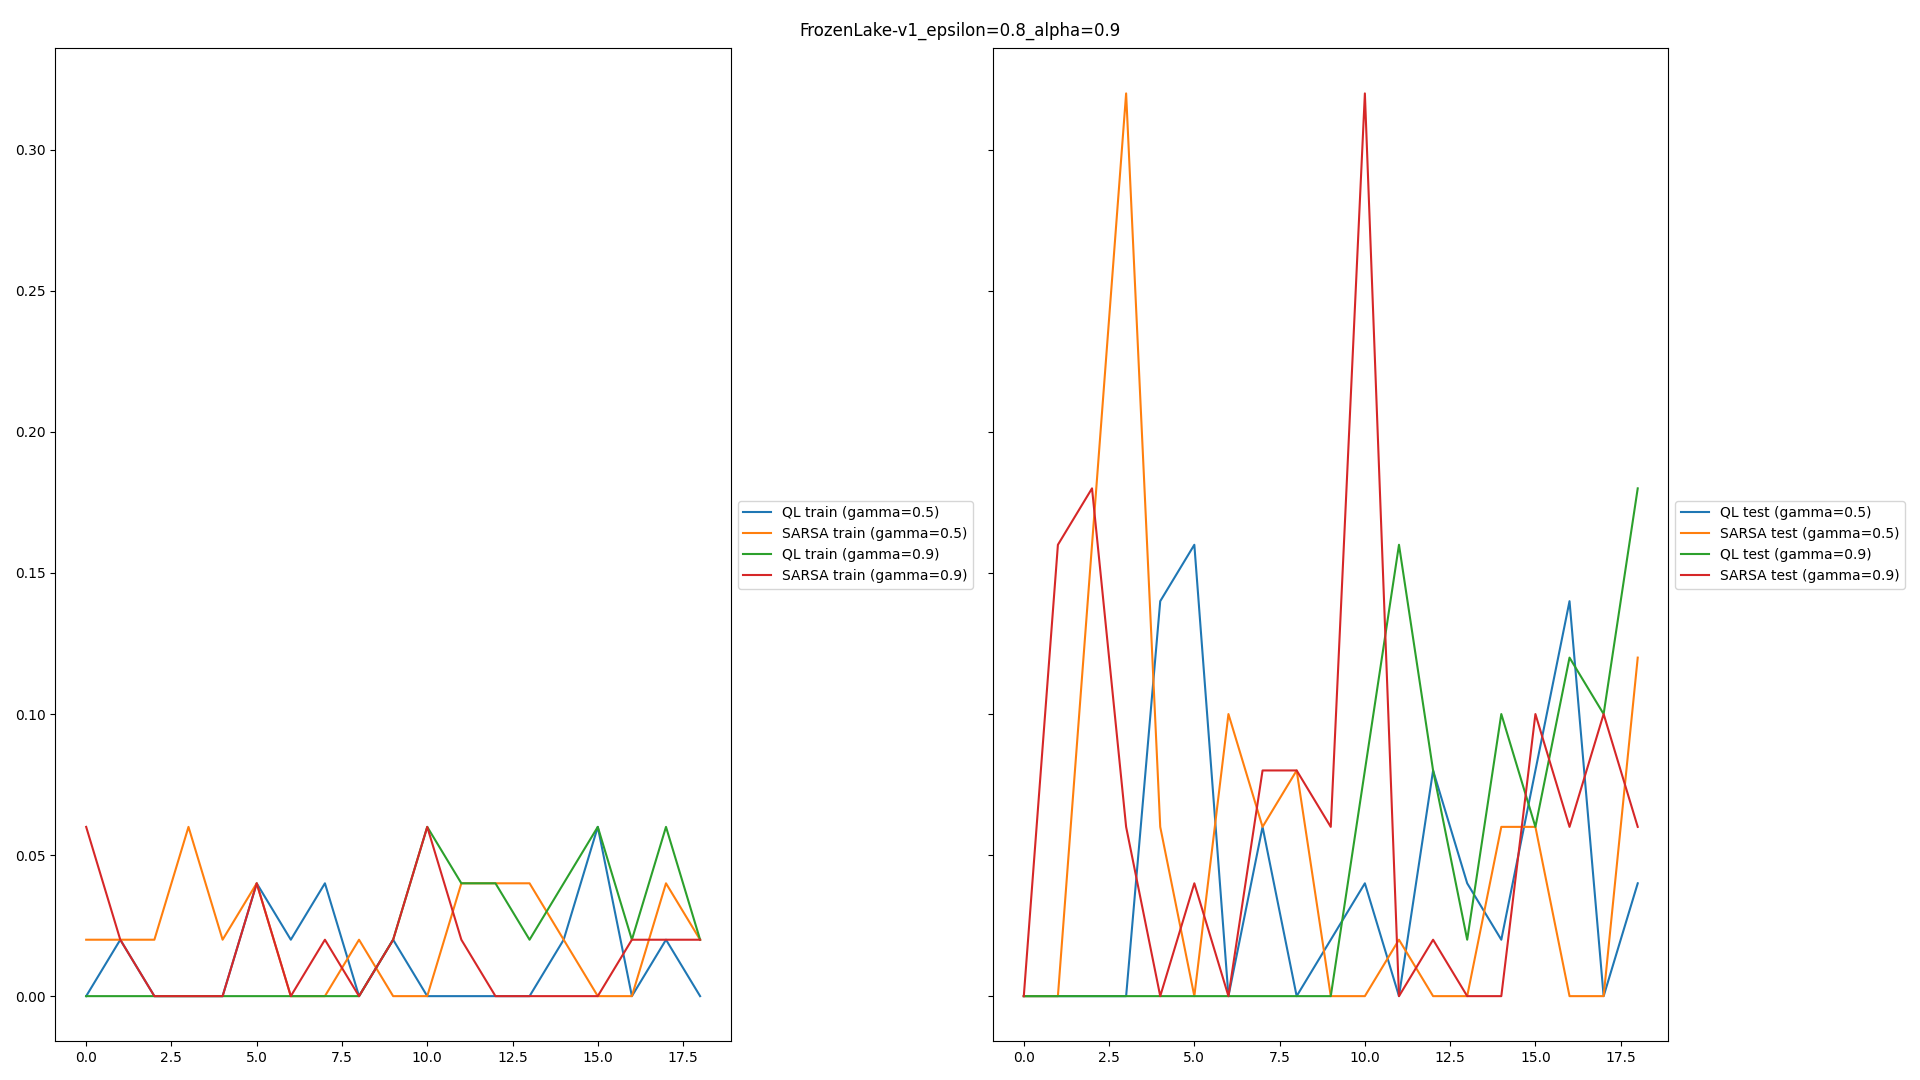 FrozenLake-v1_epsilon=0.8_alpha=0.9
0.30
0.25
0.20
0.15
0.10
0.05
0.00
0.0 2.5 5.0 7.5 10.0 12.5 15.0 17.5
QL train (gamma=0.5)
SARSA train (gamma=0.5)
QL train (gamma=0.9)
SARSA train (gamma=0.9)
0.0 2.5 5.0 7.5 10.0 12.5 15.0 17.5
QL test (gamma=0.5)
SARSA test (gamma=0.5)
QL test (gamma=0.9)
SARSA test (gamma=0.9)